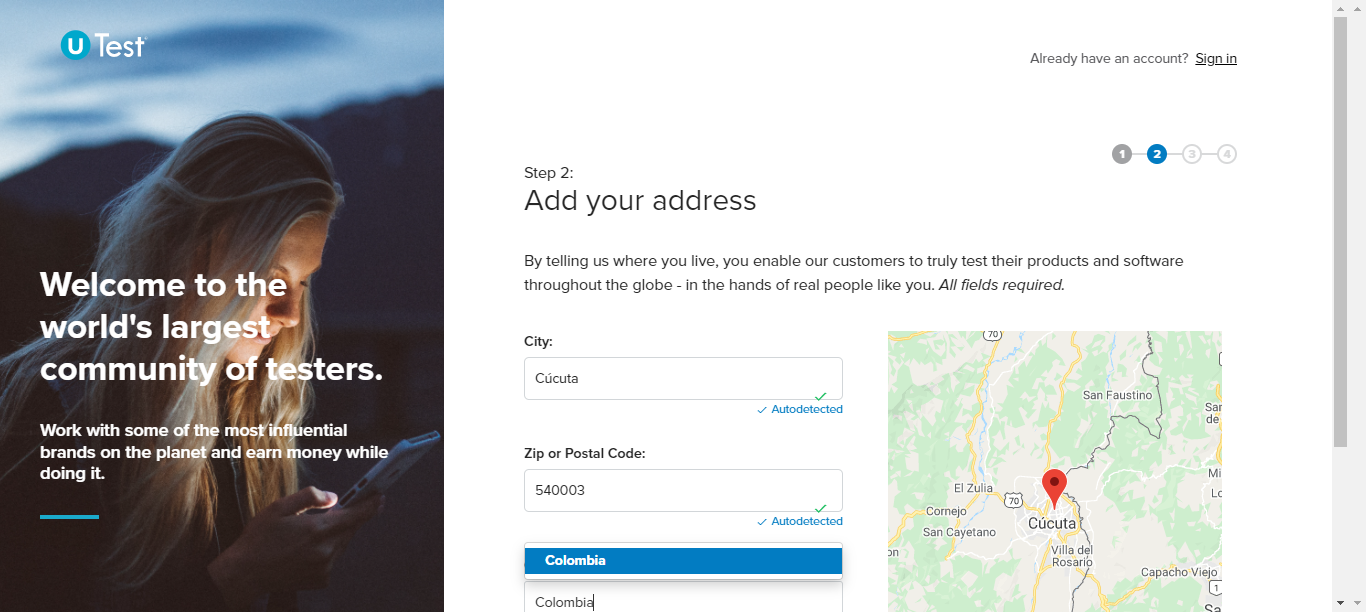 U Test
Already have an account? Sign in
1 2 3 4
Step 2:
Add your address
By telling us where you live, you enable our customers to truly test their products and software
throughout the globe - in the hands of real people like you. All fields required.
Welcome to the
world's largest
community of testers.
Work with some of the most influential
brands on the planet and earn money while
doing it.
City:
Cúcuta
Autodetected
Zip or Postal Code:
540003
Autodetected
Colombia
Colombia
70
San Faustino
San
de
El Zulia
70
Cornejo
San Cayetano
Cúcuta
Villa del
Rosario
Capacho Viejo
1